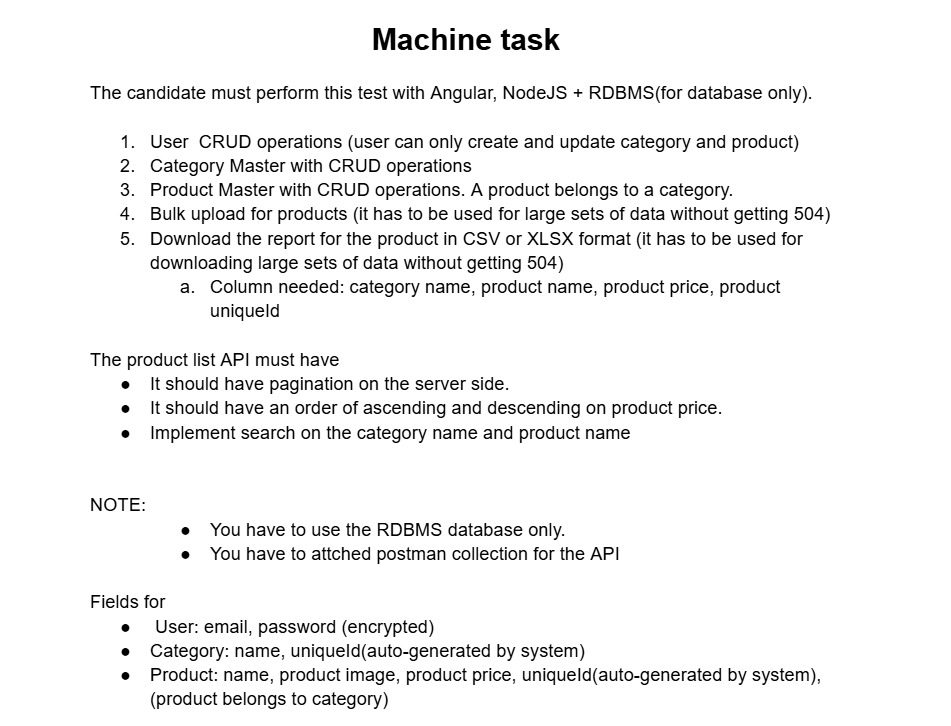 Machine task
The candidate must perform this test with Angular, NodeJS + RDBMS(for database only).
1. User  CRUD operations (user can only create and update category and product)
2. Category Master with CRUD operations
3. Product Master with CRUD operations. A product belongs to a category.
4. Bulk upload for products (it has to be used for large sets of data without getting 504)
5. Download the report for the product in CSV or XLSX format (it has to be used for
downloading large sets of data without getting 504)
a. Column needed: category name, product name, product price, product
uniqueId
The product list API must have
● It should have pagination on the server side.
● It should have an order of ascending and descending on product price.
● Implement search on the category name and product name
NOTE:
● You have to use the RDBMS database only.
● You have to attched postman collection for the API
Fields for
● User: email, password (encrypted)
● Category: name, uniqueId(auto-generated by system)
● Product: name, product image, product price, uniqueId(auto-generated by system),
(product belongs to category)